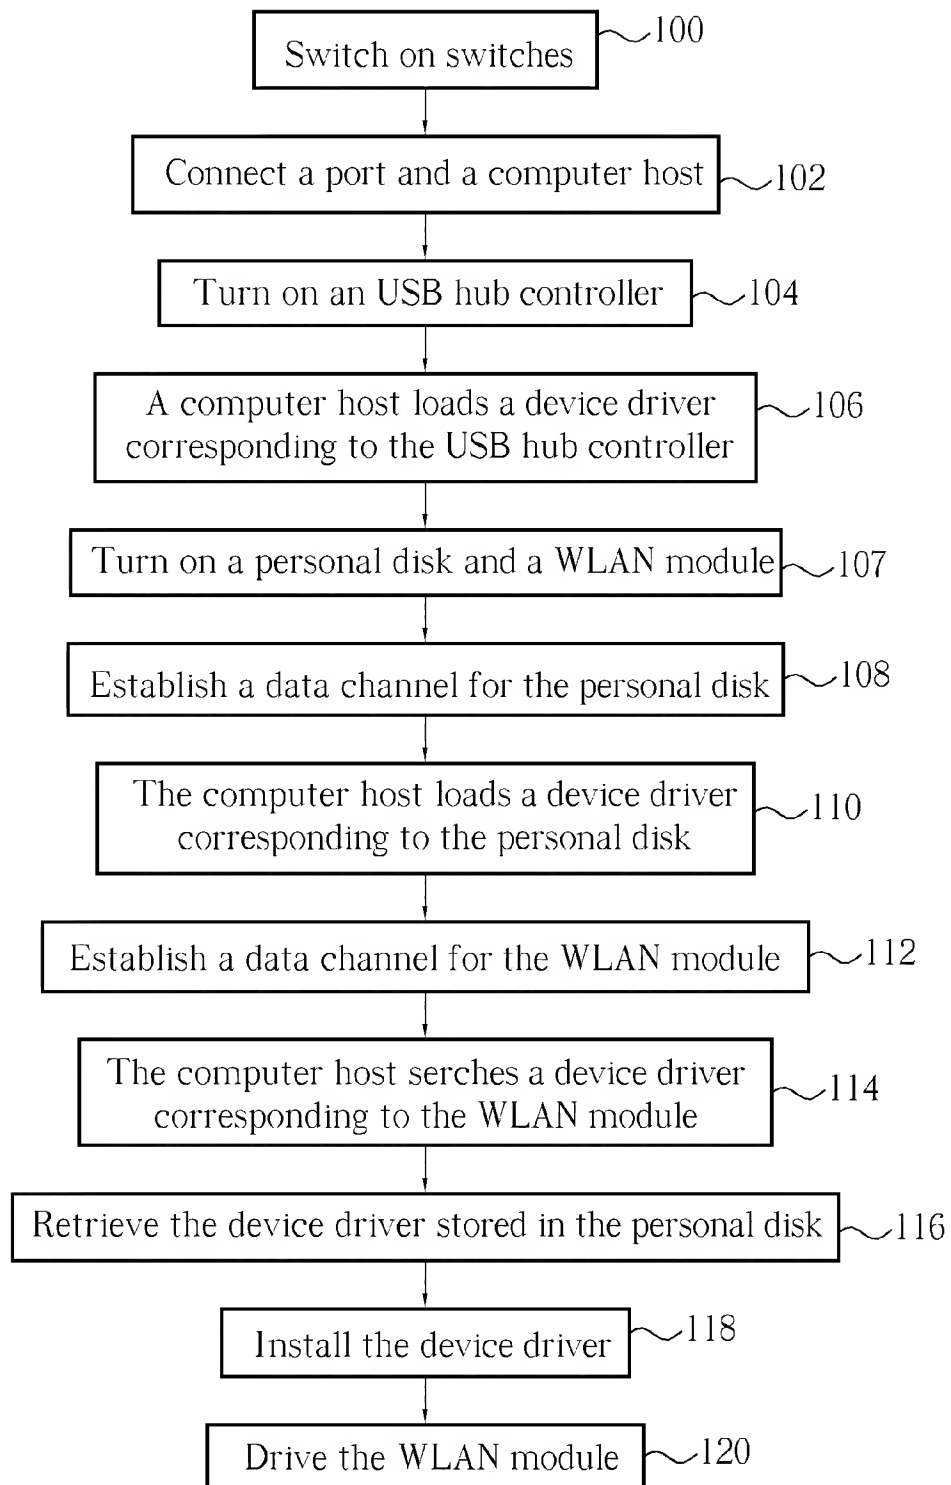 Switch on switches
100
Connect a port and a computer host
102
Turn on an USB hub controller
104
A computer host loads a device driver
corresponding to the USB hub controller
106
Turn on a personal disk and a WLAN module
107
Establish a data channel for the personal disk
108
The computer host loads a device driver
corresponding to the personal disk
110
Establish a data channel for the WLAN module
112
The computer host serches a device driver
corresponding to the WLAN module
114
Retrieve the device driver stored in the personal disk
116
Install the device driver
118
Drive the WLAN module
120